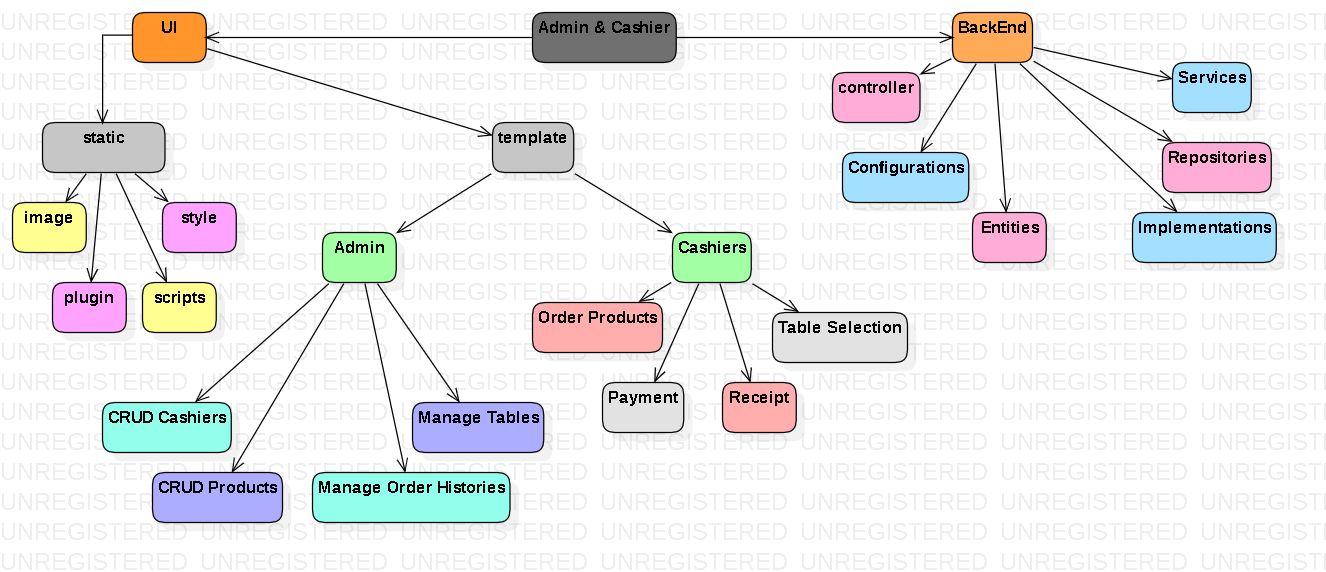 UI
Admin & Cashier
BackEnd
Services
controller
static
template
Repositories
Configurations
image
style
Entities
Implementations
Admin
Cashiers
plugin
scripts
Order Products
Table Selection
Payment
Receipt
CRUD Cashiers
Manage Tables
CRUD Products
Manage Order Histories
UNREGISTERED